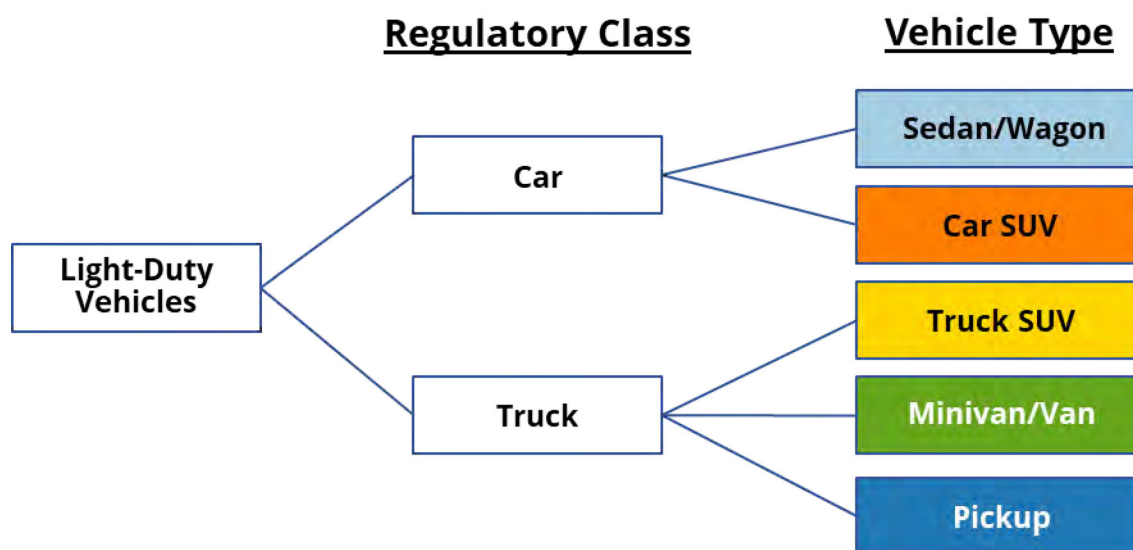 Regulatory Class
Vehicle Type
Sedan/Wagon
Car
Car SUV
Light-Duty
Vehicles
Truck SUV
Truck
Minivan/Van
Pickup